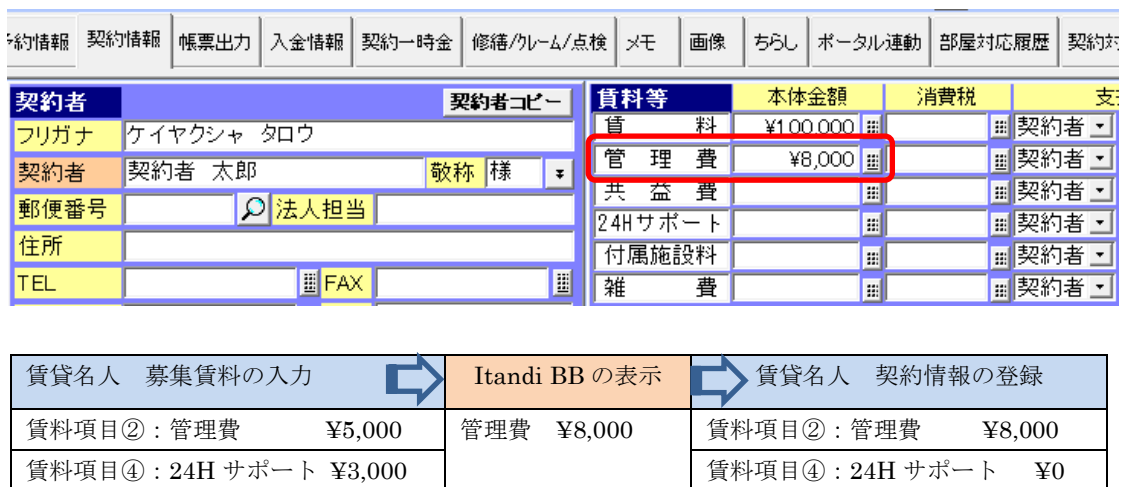 約情報 契約情報 帳票出力 入金情報 契約一時金 修繕/クレーム/点検 メモ 画像 ちらし ポータル連動 部屋対応履歴 契約対
契約者 契約者コピー
フリガナ ケイヤクシャ タロウ
契約者 契約者 太郎 敬称 様
郵便番号 法人担当
住所
TEL FAX
賃料等 本体金額 消費税 支
賃 料 ¥100,000 契約者
管 理 費 ¥8,000 契約者
共 益 費 契約者
24Hサポート 契約者
付属施設料 契約者
雑 費 契約者
賃貸名人 募集賃料の入力 Itandi BB の表示 賃貸名人 契約情報の登録
賃料項目②：管理費 ¥5,000 管理費 ¥8,000 賃料項目②：管理費 ¥8,000
賃料項目④：24H サポート ¥3,000 賃料項目④：24H サポート ¥0